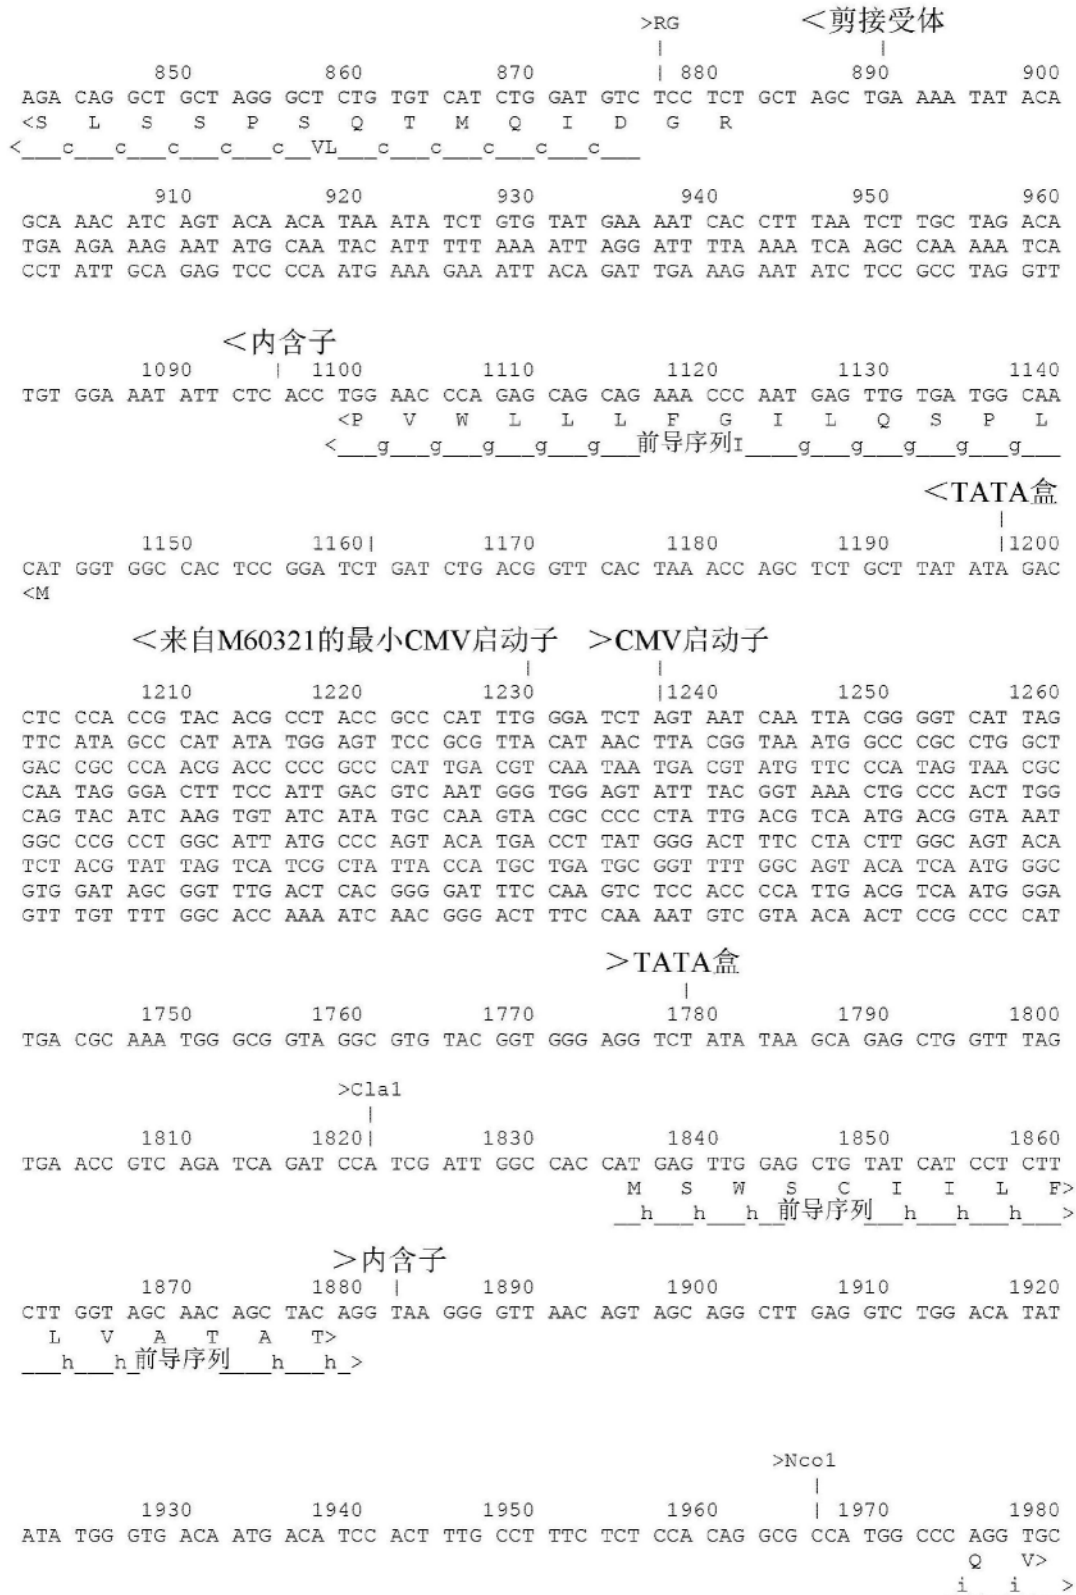 >RG <剪接受体
| |
850 860 870 | 880 890 900
AGA CAG GCT GCT AGG GCT CTG TGT CAT CTG GAT GTC TCC TCT GCT AGC TGA AAA TAT ACA
<S L S S P S Q T M Q I D G R
<___c___c___c___c___c__VL___c___c___c___c___c___
910 920 930 940 950 960
GCA AAC ATC AGT ACA ACA TAA ATA TCT GTG TAT GAA AAT CAC CTT TAA TCT TGC TAG ACA
TGA AGA AAG AAT ATG CAA TAC ATT TTT AAA ATT AGG ATT TTA AAA TCA AGC CAA AAA TCA
CCT ATT GCA GAG TCC CCA ATG AAA GAA ATT ACA GAT TGA AAG AAT ATC TCC GCC TAG GTT
<内含子
1090 | 1100 1110 1120 1130 1140
TGT GGA AAT ATT CTC ACC TGG AAC CCA GAG CAG CAG AAA CCC AAT GAG TTG TGA TGG CAA
<P V W L L L F G I L Q S P L
<___g___g___g___g___g__前导序列I____g___g___g___g___g___
<TATA盒
|
1150 1160| 1170 1180 1190 |1200
CAT GGT GGC CAC TCC GGA TCT GAT CTG ACG GTT CAC TAA ACC AGC TCT GCT TAT ATA GAC
<M
<来自M60321的最小CMV启动子 >CMV启动子
| |
1210 1220 1230 |1240 1250 1260
CTC CCA CCG TAC ACG CCT ACC GCC CAT TTG GGA TCT AGT AAT CAA TTA CGG GGT CAT TAG
TTC ATA GCC CAT ATA TGG AGT TCC GCG TTA CAT AAC TTA CGG TAA ATG GCC CGC CTG GCT
GAC CGC CCA ACG ACC CCC GCC CAT TGA CGT CAA TAA TGA CGT ATG TTC CCA TAG TAA CGC
CAA TAG GGA CTT TCC ATT GAC GTC AAT GGG TGG AGT ATT TAC GGT AAA CTG CCC ACT TGG
CAG TAC ATC AAG TGT ATC ATA TGC CAA GTA CGC CCC CTA TTG ACG TCA ATG ACG GTA AAT
GGC CCG CCT GGC ATT ATG CCC AGT ACA TGA CCT TAT GGG ACT TTC CTA CTT GGC AGT ACA
TCT ACG TAT TAG TCA TCG CTA TTA CCA TGC TGA TGC GGT TTT GGC AGT ACA TCA ATG GGC
GTG GAT AGC GGT TTG ACT CAC GGG GAT TTC CAA GTC TCC ACC CCA TTG ACG TCA ATG GGA
GTT TGT TTT GGC ACC AAA ATC AAC GGG ACT TTC CAA AAT GTC GTA ACA ACT CCG CCC CAT
>TATA盒
|
1750 1760 1770 1780 1790 1800
TGA CGC AAA TGG GCG GTA GGC GTG TAC GGT GGG AGG TCT ATA TAA GCA GAG CTG GTT TAG
>Cla1
|
1810 1820| 1830 1840 1850 1860
TGA ACC GTC AGA TCA GAT CCA TCG ATT GGC CAC CAT GAG TTG GAG CTG TAT CAT CCT CTT
M S W S C I I L F>
__h___h___h__前导序列___h___h___h___>
>内含子
1870 1880 | 1890 1900 1910 1920
CTT GGT AGC AAC AGC TAC AGG TAA GGG GTT AAC AGT AGC AGG CTT GAG GTC TGG ACA TAT
L V A T A T>
___h___h_前导序列____h___h_>
>Nco1
|
1930 1940 1950 1960 | 1970 1980
ATA TGG GTG ACA ATG ACA TCC ACT TTG CCT TTC TCT CCA CAG GCG CCA TGG CCC AGG TGC
Q V>
i___i___>